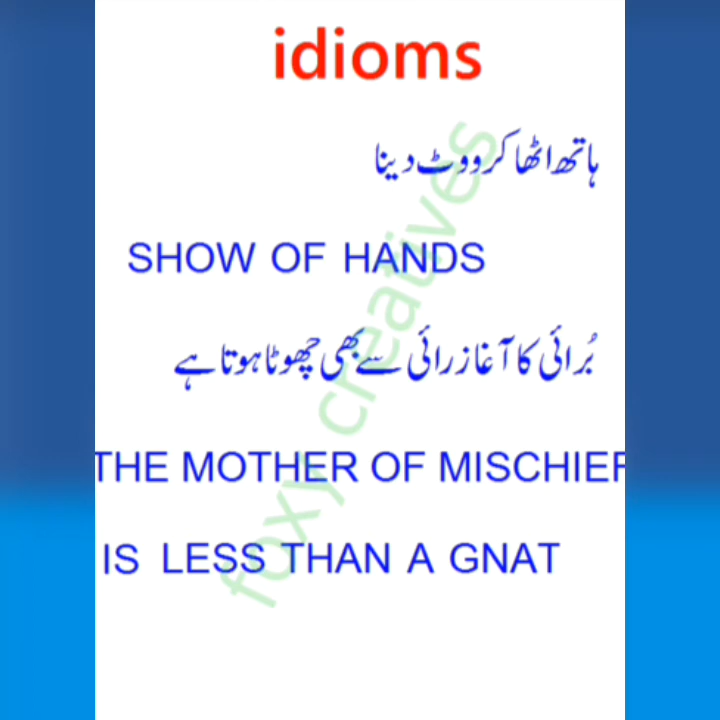 idioms
ہاتھ اٹھا کر ووٹ دینا
SHOW OF HANDS
بُرائی کا آغاز رائی سے بھی چھوٹا ہوتا ہے
THE MOTHER OF MISCHIEF
IS LESS THAN A GNAT
foxy creatives